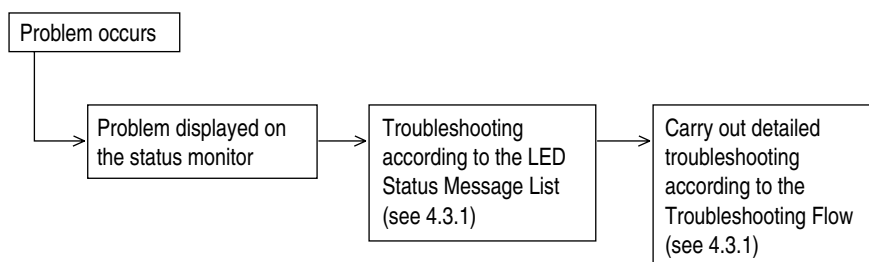 Problem occurs
Problem displayed on
the status monitor
Troubleshooting
according to the LED
Status Message List
(see 4.3.1)
Carry out detailed
troubleshooting
according to the
Troubleshooting Flow
(see 4.3.1)